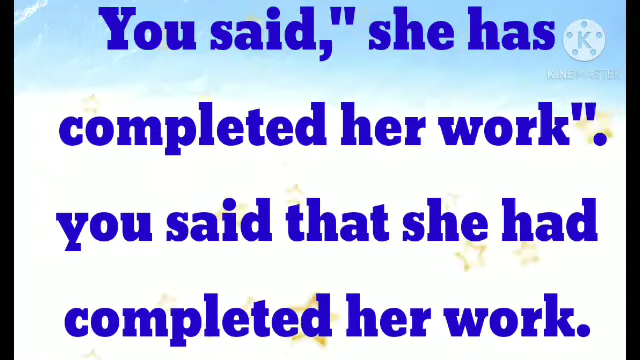 You said," she has
K
KINEMASTER
completed her work".
you said that she had
completed her work.